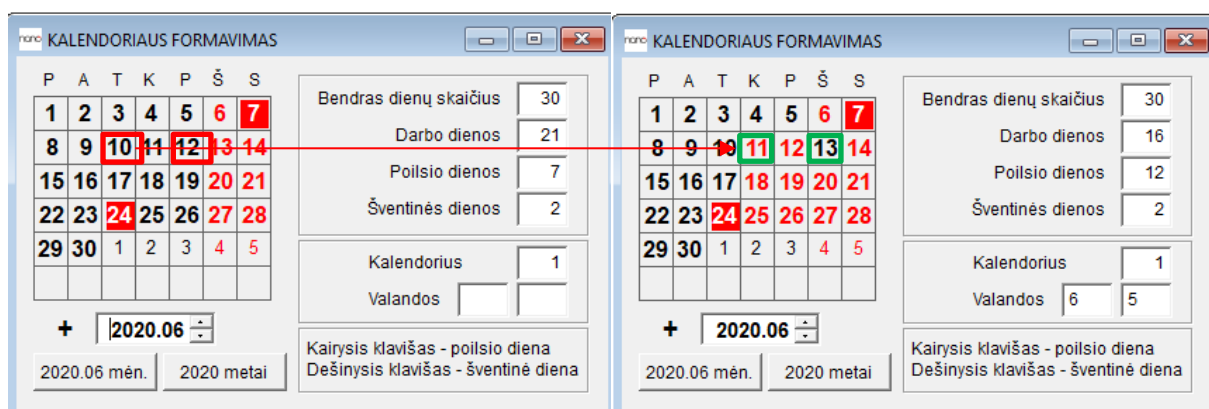 nano KALENDORIAUS FORMAVIMAS
P A T K P Š S
1 2 3 4 5 6 7
8 9 10 11 12 13 14
15 16 17 18 19 20 21
22 23 24 25 26 27 28
29 30 1 2 3 4 5
+ 2020.06
2020.06 mėn. 2020 metai
Bendras dienų skaičius 30
Darbo dienos 21
Poilsio dienos 7
Šventinės dienos 2
Kalendorius 1
Valandos
Kairysis klavišas - poilsio diena
Dešinysis klavišas - šventinė diena
nano KALENDORIAUS FORMAVIMAS
P A T K P Š S
1 2 3 4 5 6 7
8 9 10 11 12 13 14
15 16 17 18 19 20 21
22 23 24 25 26 27 28
29 30 1 2 3 4 5
+ 2020.06
2020.06 mėn. 2020 metai
Bendras dienų skaičius 30
Darbo dienos 16
Poilsio dienos 12
Šventinės dienos 2
Kalendorius 1
Valandos 6 5
Kairysis klavišas - poilsio diena
Dešinysis klavišas - šventinė diena